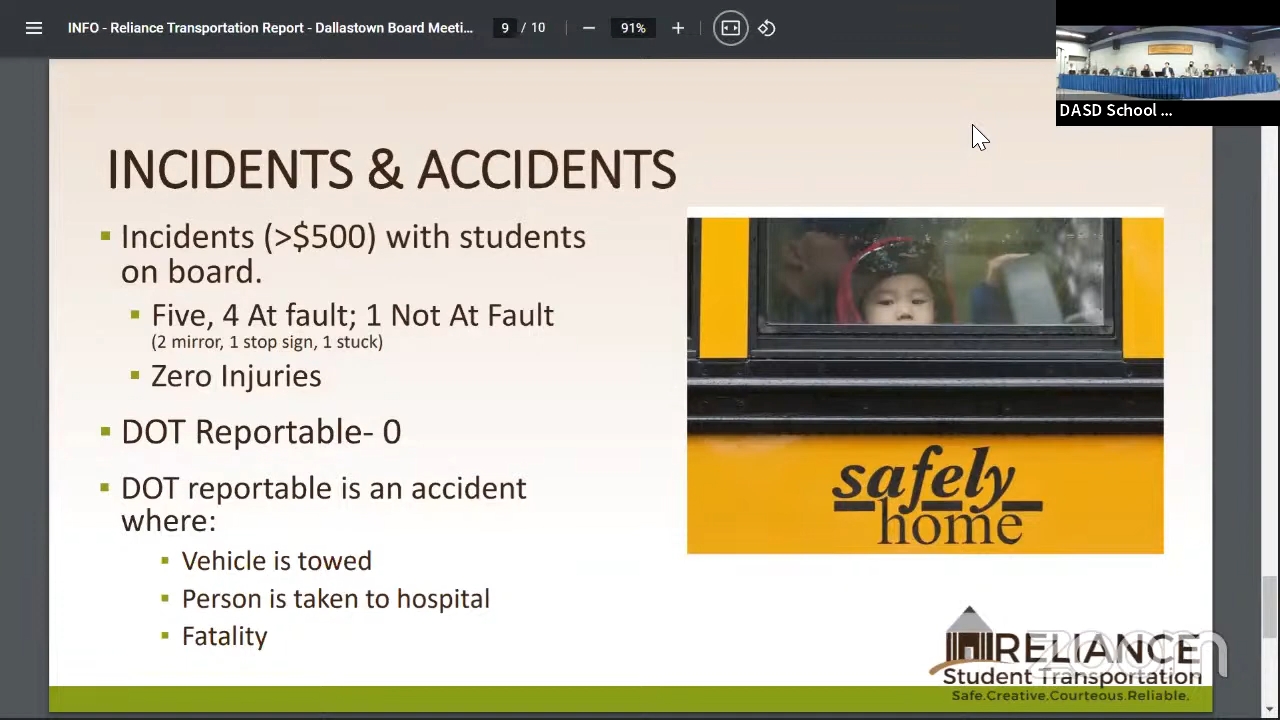 INFO - Reliance Transportation Report - Dallastown Board Meeti...
9 / 10
91%
DASD School ...
INCIDENTS & ACCIDENTS
▪ Incidents (>$500) with students
on board.
▪ Five, 4 At fault; 1 Not At Fault
(2 mirror, 1 stop sign, 1 stuck)
▪ Zero Injuries
▪ DOT Reportable- 0
▪ DOT reportable is an accident
where:
▪ Vehicle is towed
▪ Person is taken to hospital
▪ Fatality
safely
home
RELIANCE
Student Transportation
Safe.Creative.Courteous.Reliable.
zoom